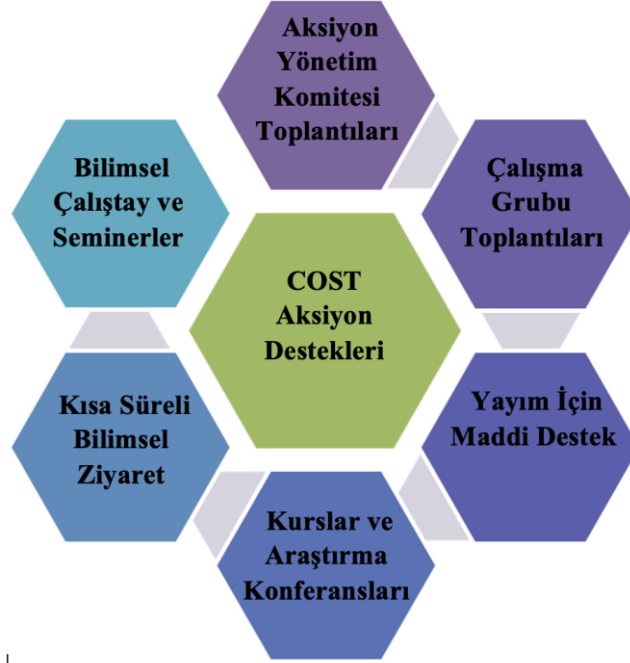 Aksiyon
Yönetim
Komitesi
Toplantıları
Çalışma
Grubu
Toplantıları
Yayım İçin
Maddi Destek
Kurslar ve
Araştırma
Konferansları
Kısa Süreli
Bilimsel
Ziyaret
Bilimsel
Çalıştay ve
Seminerler
COST
Aksiyon
Destekleri